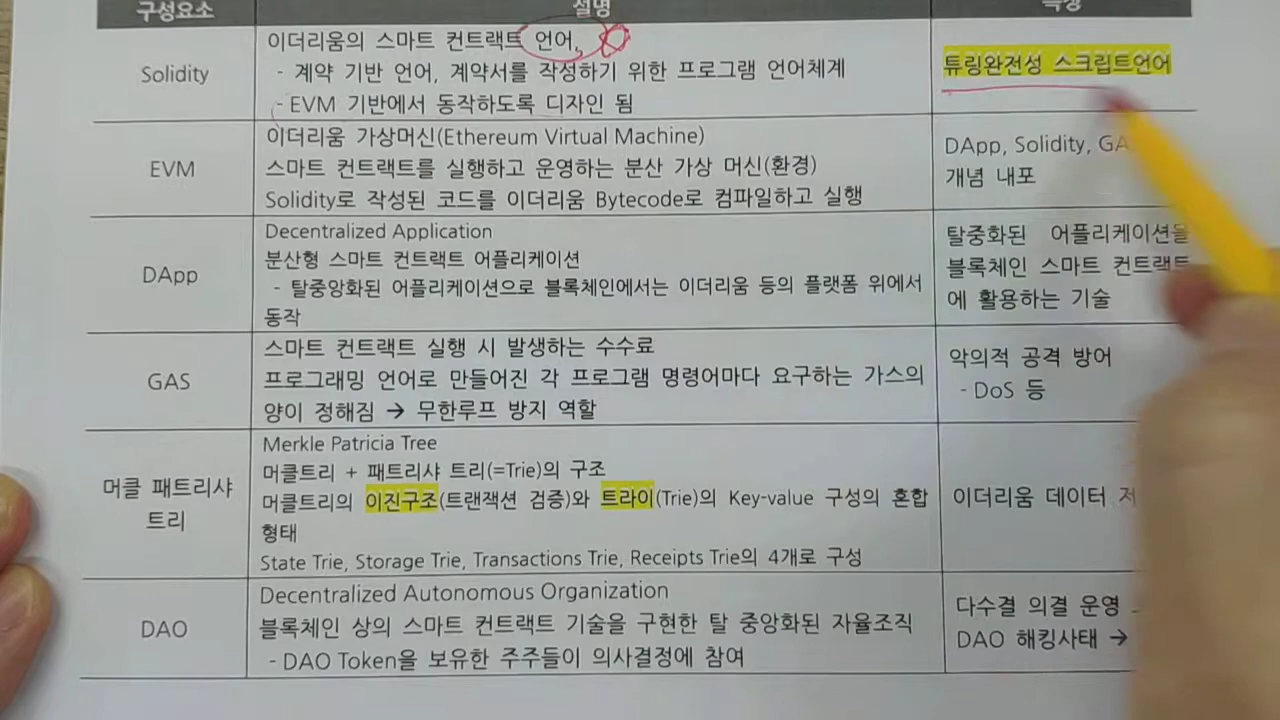 구성요소 설명 특징
Solidity
이더리움의 스마트 컨트랙트 언어,
- 계약 기반 언어, 계약서를 작성하기 위한 프로그램 언어체계
- EVM 기반에서 동작하도록 디자인 됨
튜링완전성 스크립트언어
EVM
이더리움 가상머신(Ethereum Virtual Machine)
스마트 컨트랙트를 실행하고 운영하는 분산 가상 머신(환경)
Solidity로 작성된 코드를 이더리움 Bytecode로 컴파일하고 실행
DApp, Solidity,
개념 내포
DApp
Decentralized Application
분산형 스마트 컨트랙트 어플리케이션
- 탈중앙화된 어플리케이션으로 블록체인에서는 이더리움 등의 플랫폼 위에서
동작
탈중화된 어플리케이션을
블록체인 스마트 컨트랙트
에 활용하는 기술
GAS
스마트 컨트랙트 실행 시 발생하는 수수료
프로그래밍 언어로 만들어진 각 프로그램 명령어마다 요구하는 가스의
양이 정해짐 → 무한루프 방지 역할
악의적 공격 방어
- DoS 등
머클 패트리샤
트리
Merkle Patricia Tree
머클트리 + 패트리샤 트리(=Trie)의 구조
머클트리의 이진구조(트랜잭션 검증)와 트라이(Trie)의 Key-value 구성의 혼합
형태
State Trie, Storage Trie, Transactions Trie, Receipts Trie의 4개로 구성
이더리움 데이터
DAO
Decentralized Autonomous Organization
블록체인 상의 스마트 컨트랙트 기술을 구현한 탈 중앙화된 자율조직
- DAO Token을 보유한 주주들이 의사결정에 참여
다수결 의결 운영
DAO 해킹사태 →